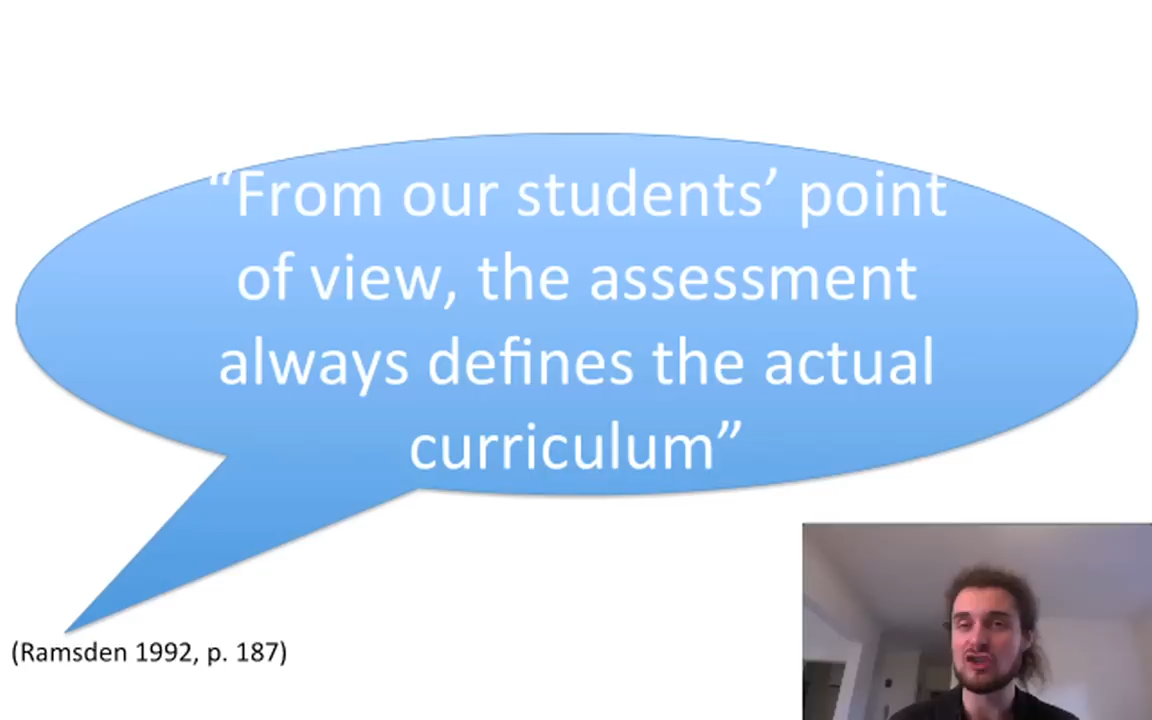 “From our students’ point
of view, the assessment
always defines the actual
curriculum”
(Ramsden 1992, p. 187)